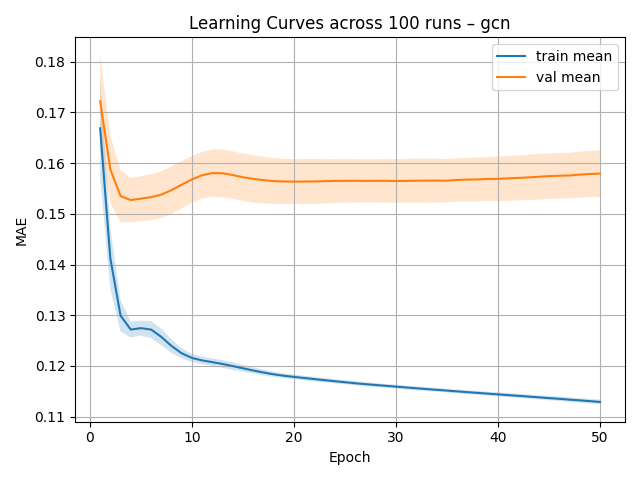 Learning Curves across 100 runs – gcn
train mean
val mean
0.18
0.17
0.16
0.15
0.14
0.13
0.12
0.11
MAE
0
10
20
30
40
50
Epoch